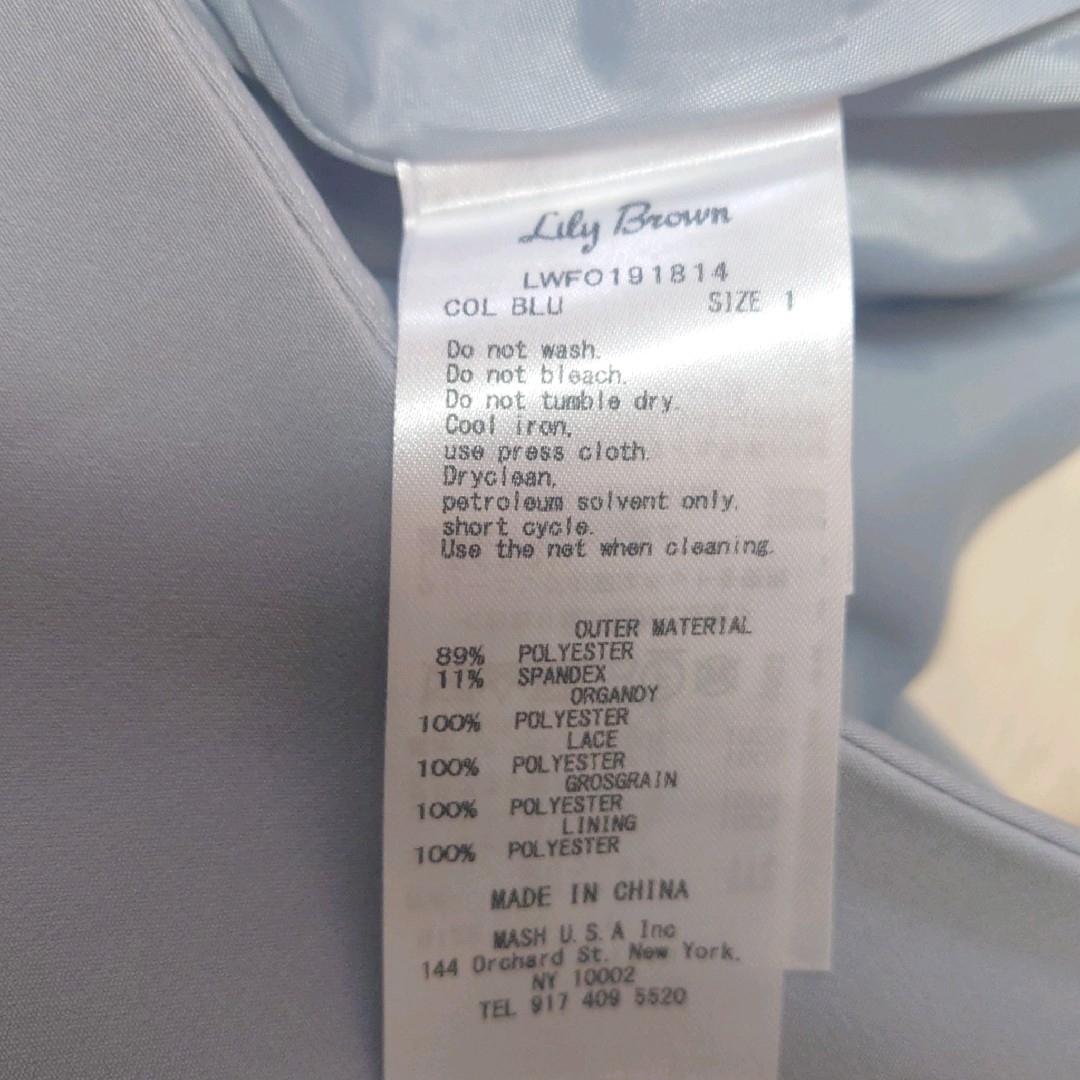 Lily Brown
LWFO191814
COL BLU SIZE 1
Do not wash.
Do not bleach.
Do not tumble dry.
Cool iron,
use press cloth.
Dryclean,
petroleum solvent only,
short cycle.
Use the net when cleaning.
OUTER MATERIAL
89% POLYESTER
11% SPANDEX
ORGANDY
100% POLYESTER
LACE
100% POLYESTER
GROSGRAIN
100% POLYESTER
LINING
100% POLYESTER
MADE IN CHINA
MASH U.S.A Inc
144 Orchard St. New York,
NY 10002
TEL 917 409 5520